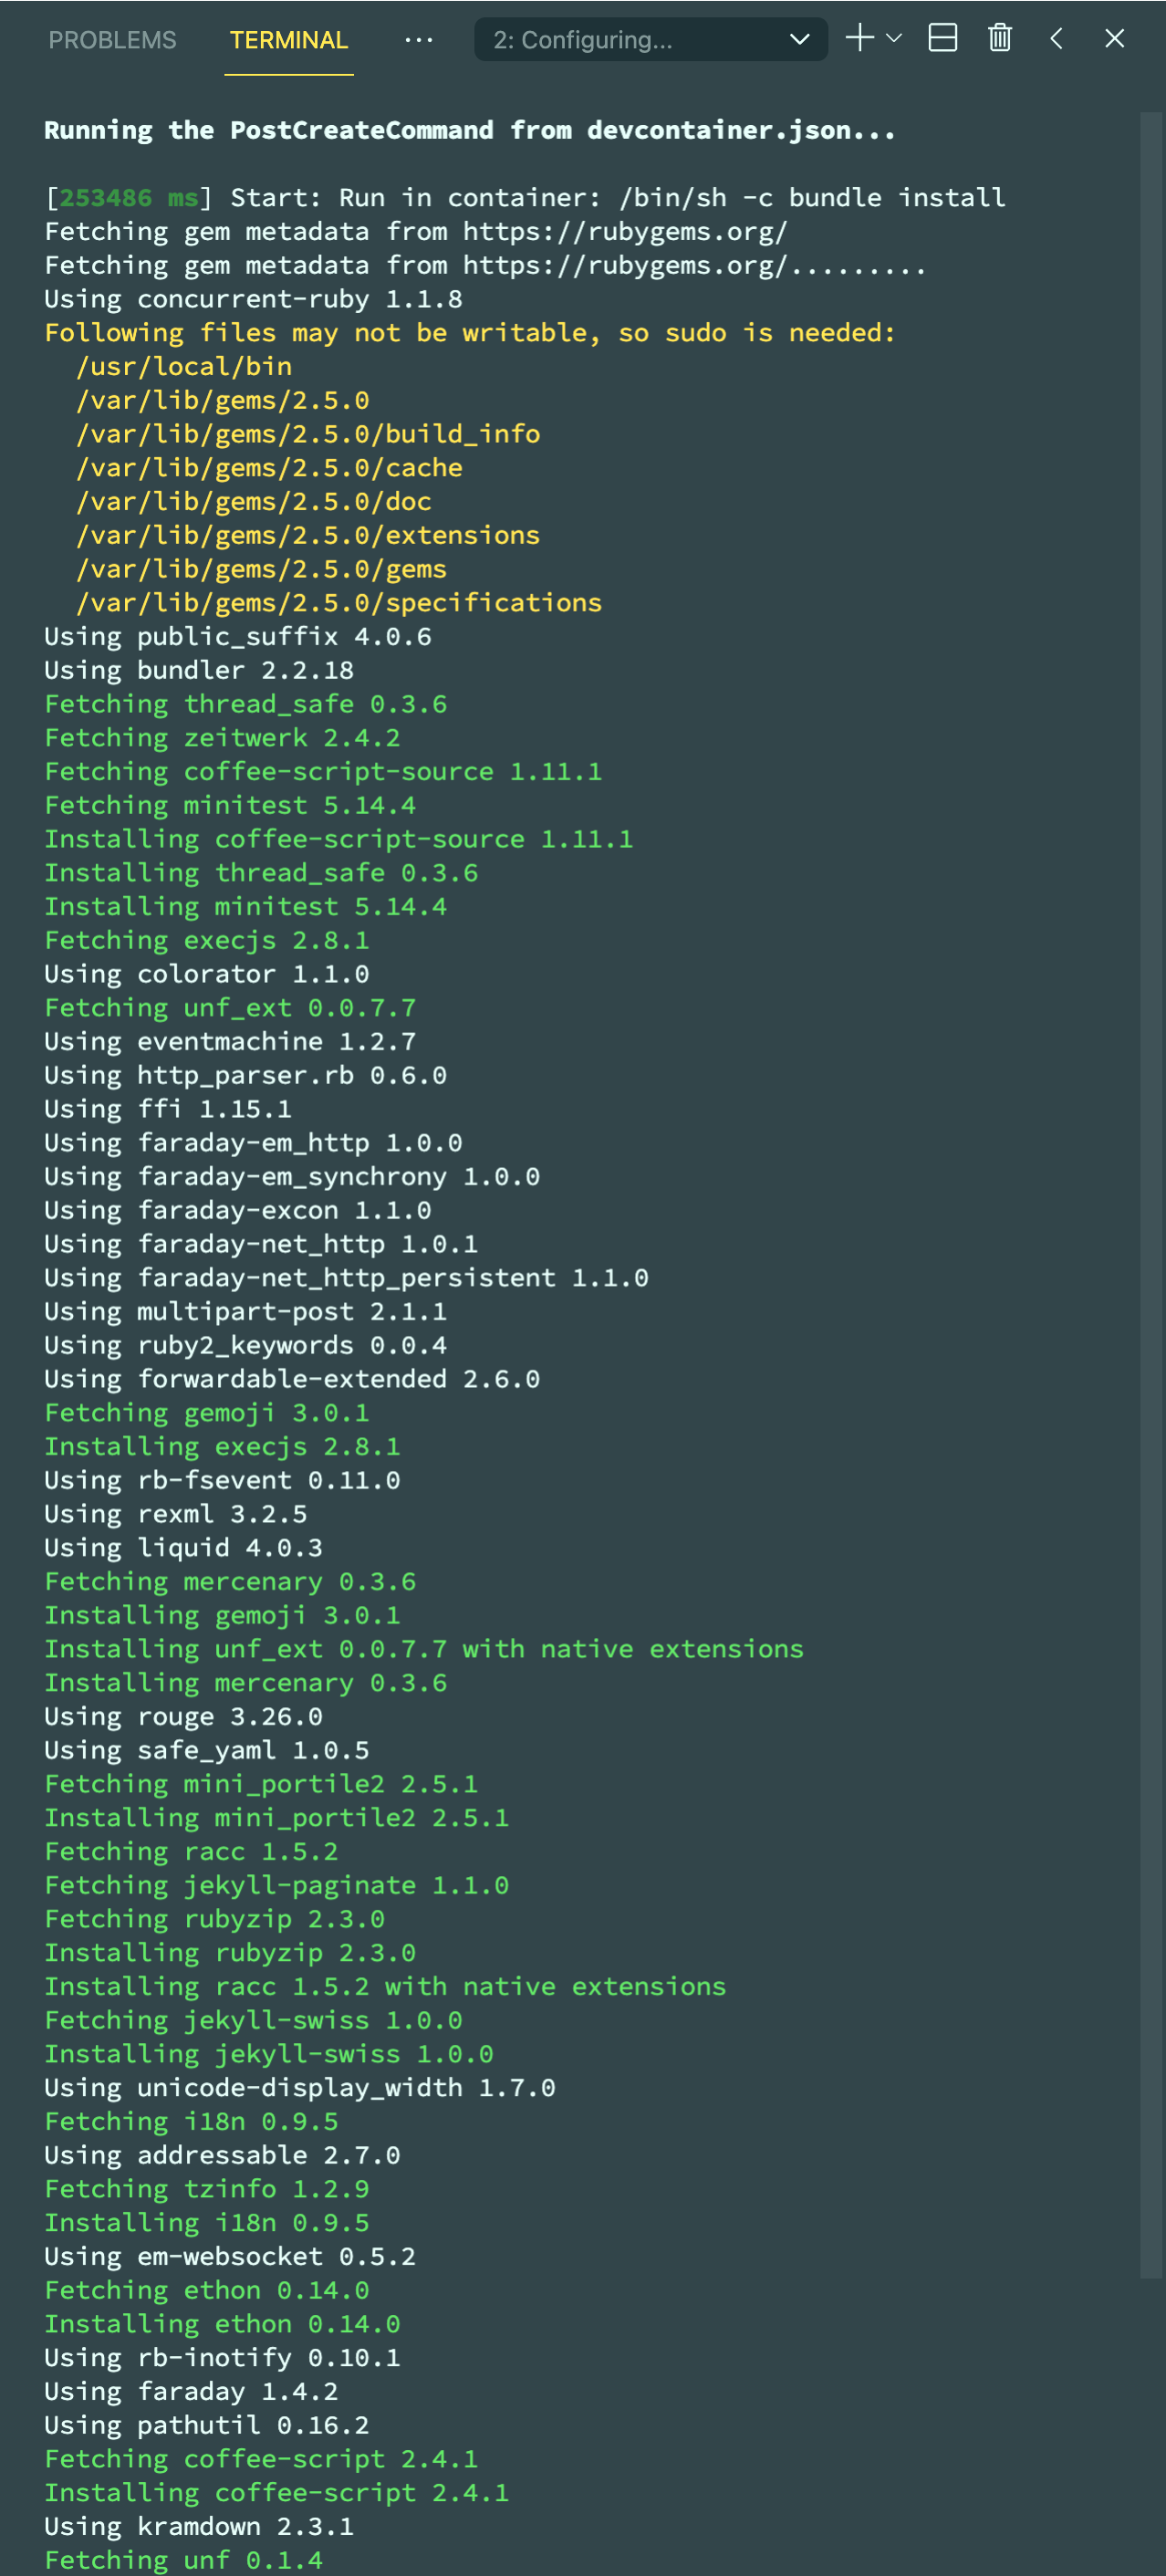 PROBLEMS TERMINAL ··· 2: Configuring...
Running the PostCreateCommand from devcontainer.json...
[253486 ms] Start: Run in container: /bin/sh -c bundle install
Fetching gem metadata from https://rubygems.org/
Fetching gem metadata from https://rubygems.org/.........
Using concurrent-ruby 1.1.8
Following files may not be writable, so sudo is needed:
  /usr/local/bin
  /var/lib/gems/2.5.0
  /var/lib/gems/2.5.0/build_info
  /var/lib/gems/2.5.0/cache
  /var/lib/gems/2.5.0/doc
  /var/lib/gems/2.5.0/extensions
  /var/lib/gems/2.5.0/gems
  /var/lib/gems/2.5.0/specifications
Using public_suffix 4.0.6
Using bundler 2.2.18
Fetching thread_safe 0.3.6
Fetching zeitwerk 2.4.2
Fetching coffee-script-source 1.11.1
Fetching minitest 5.14.4
Installing coffee-script-source 1.11.1
Installing thread_safe 0.3.6
Installing minitest 5.14.4
Fetching execjs 2.8.1
Using colorator 1.1.0
Fetching unf_ext 0.0.7.7
Using eventmachine 1.2.7
Using http_parser.rb 0.6.0
Using ffi 1.15.1
Using faraday-em_http 1.0.0
Using faraday-em_synchrony 1.0.0
Using faraday-excon 1.1.0
Using faraday-net_http 1.0.1
Using faraday-net_http_persistent 1.1.0
Using multipart-post 2.1.1
Using ruby2_keywords 0.0.4
Using forwardable-extended 2.6.0
Fetching gemoji 3.0.1
Installing execjs 2.8.1
Using rb-fsevent 0.11.0
Using rexml 3.2.5
Using liquid 4.0.3
Fetching mercenary 0.3.6
Installing gemoji 3.0.1
Installing unf_ext 0.0.7.7 with native extensions
Installing mercenary 0.3.6
Using rouge 3.26.0
Using safe_yaml 1.0.5
Fetching mini_portile2 2.5.1
Installing mini_portile2 2.5.1
Fetching racc 1.5.2
Fetching jekyll-paginate 1.1.0
Fetching rubyzip 2.3.0
Installing rubyzip 2.3.0
Installing racc 1.5.2 with native extensions
Fetching jekyll-swiss 1.0.0
Installing jekyll-swiss 1.0.0
Using unicode-display_width 1.7.0
Fetching i18n 0.9.5
Using addressable 2.7.0
Fetching tzinfo 1.2.9
Installing i18n 0.9.5
Using em-websocket 0.5.2
Fetching ethon 0.14.0
Installing ethon 0.14.0
Using rb-inotify 0.10.1
Using faraday 1.4.2
Using pathutil 0.16.2
Fetching coffee-script 2.4.1
Installing coffee-script 2.4.1
Using kramdown 2.3.1
Fetching unf 0.1.4